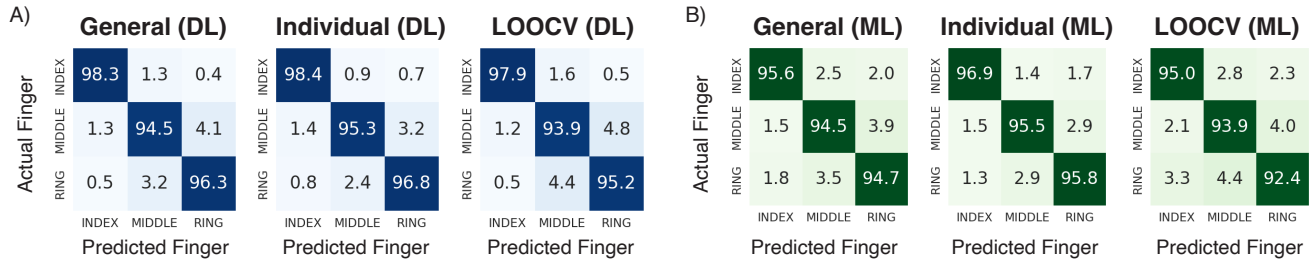 A)
General (DL) Individual (DL) LOOCV (DL)
Actual Finger
INDEX 98.3 1.3 0.4
MIDDLE 1.3 94.5 4.1
RING 0.5 3.2 96.3
INDEX MIDDLE RING
Predicted Finger
INDEX 98.4 0.9 0.7
MIDDLE 1.4 95.3 3.2
RING 0.8 2.4 96.8
INDEX MIDDLE RING
Predicted Finger
INDEX 97.9 1.6 0.5
MIDDLE 1.2 93.9 4.8
RING 0.5 4.4 95.2
INDEX MIDDLE RING
Predicted Finger
B)
General (ML) Individual (ML) LOOCV (ML)
Actual Finger
INDEX 95.6 2.5 2.0
MIDDLE 1.5 94.5 3.9
RING 1.8 3.5 94.7
INDEX MIDDLE RING
Predicted Finger
INDEX 96.9 1.4 1.7
MIDDLE 1.5 95.5 2.9
RING 1.3 2.9 95.8
INDEX MIDDLE RING
Predicted Finger
INDEX 95.0 2.8 2.3
MIDDLE 2.1 93.9 4.0
RING 3.3 4.4 92.4
INDEX MIDDLE RING
Predicted Finger